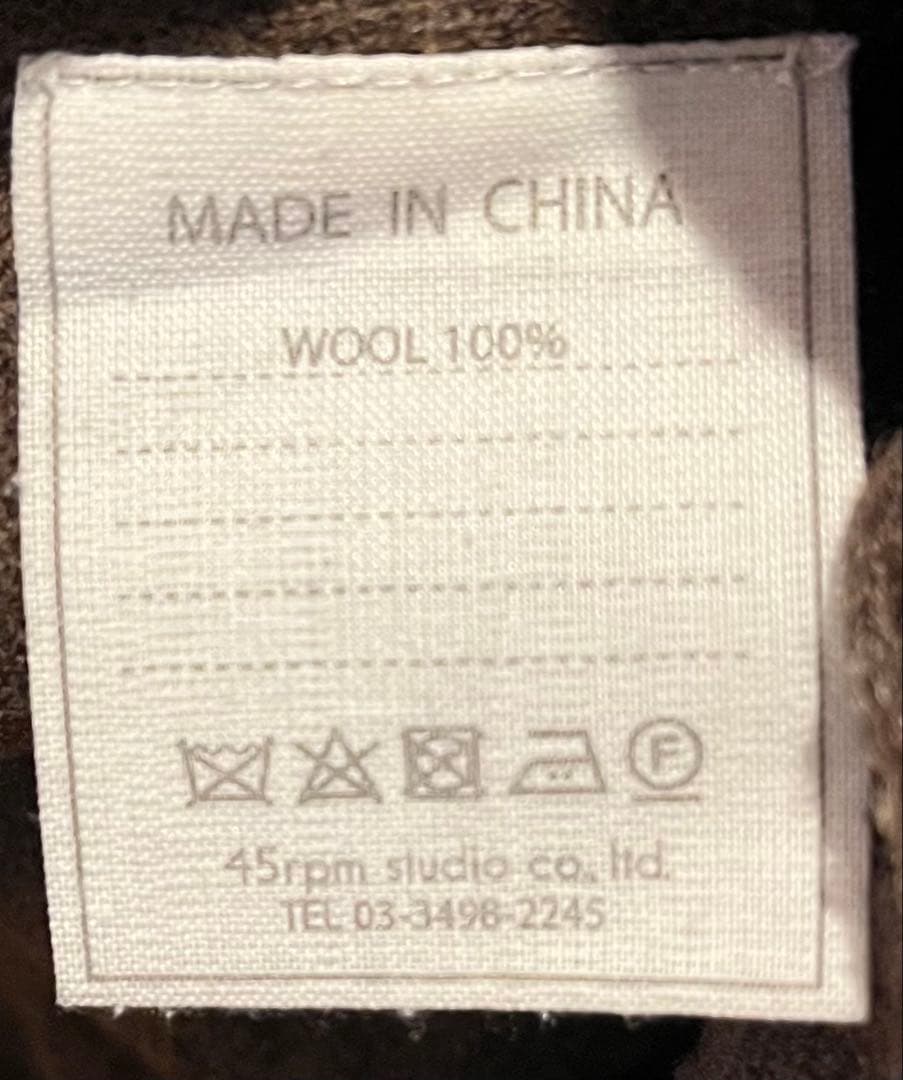 MADE IN CHINA
WOOL 100%
F
45rpm studio co., ltd.
TEL 03-3498-2245